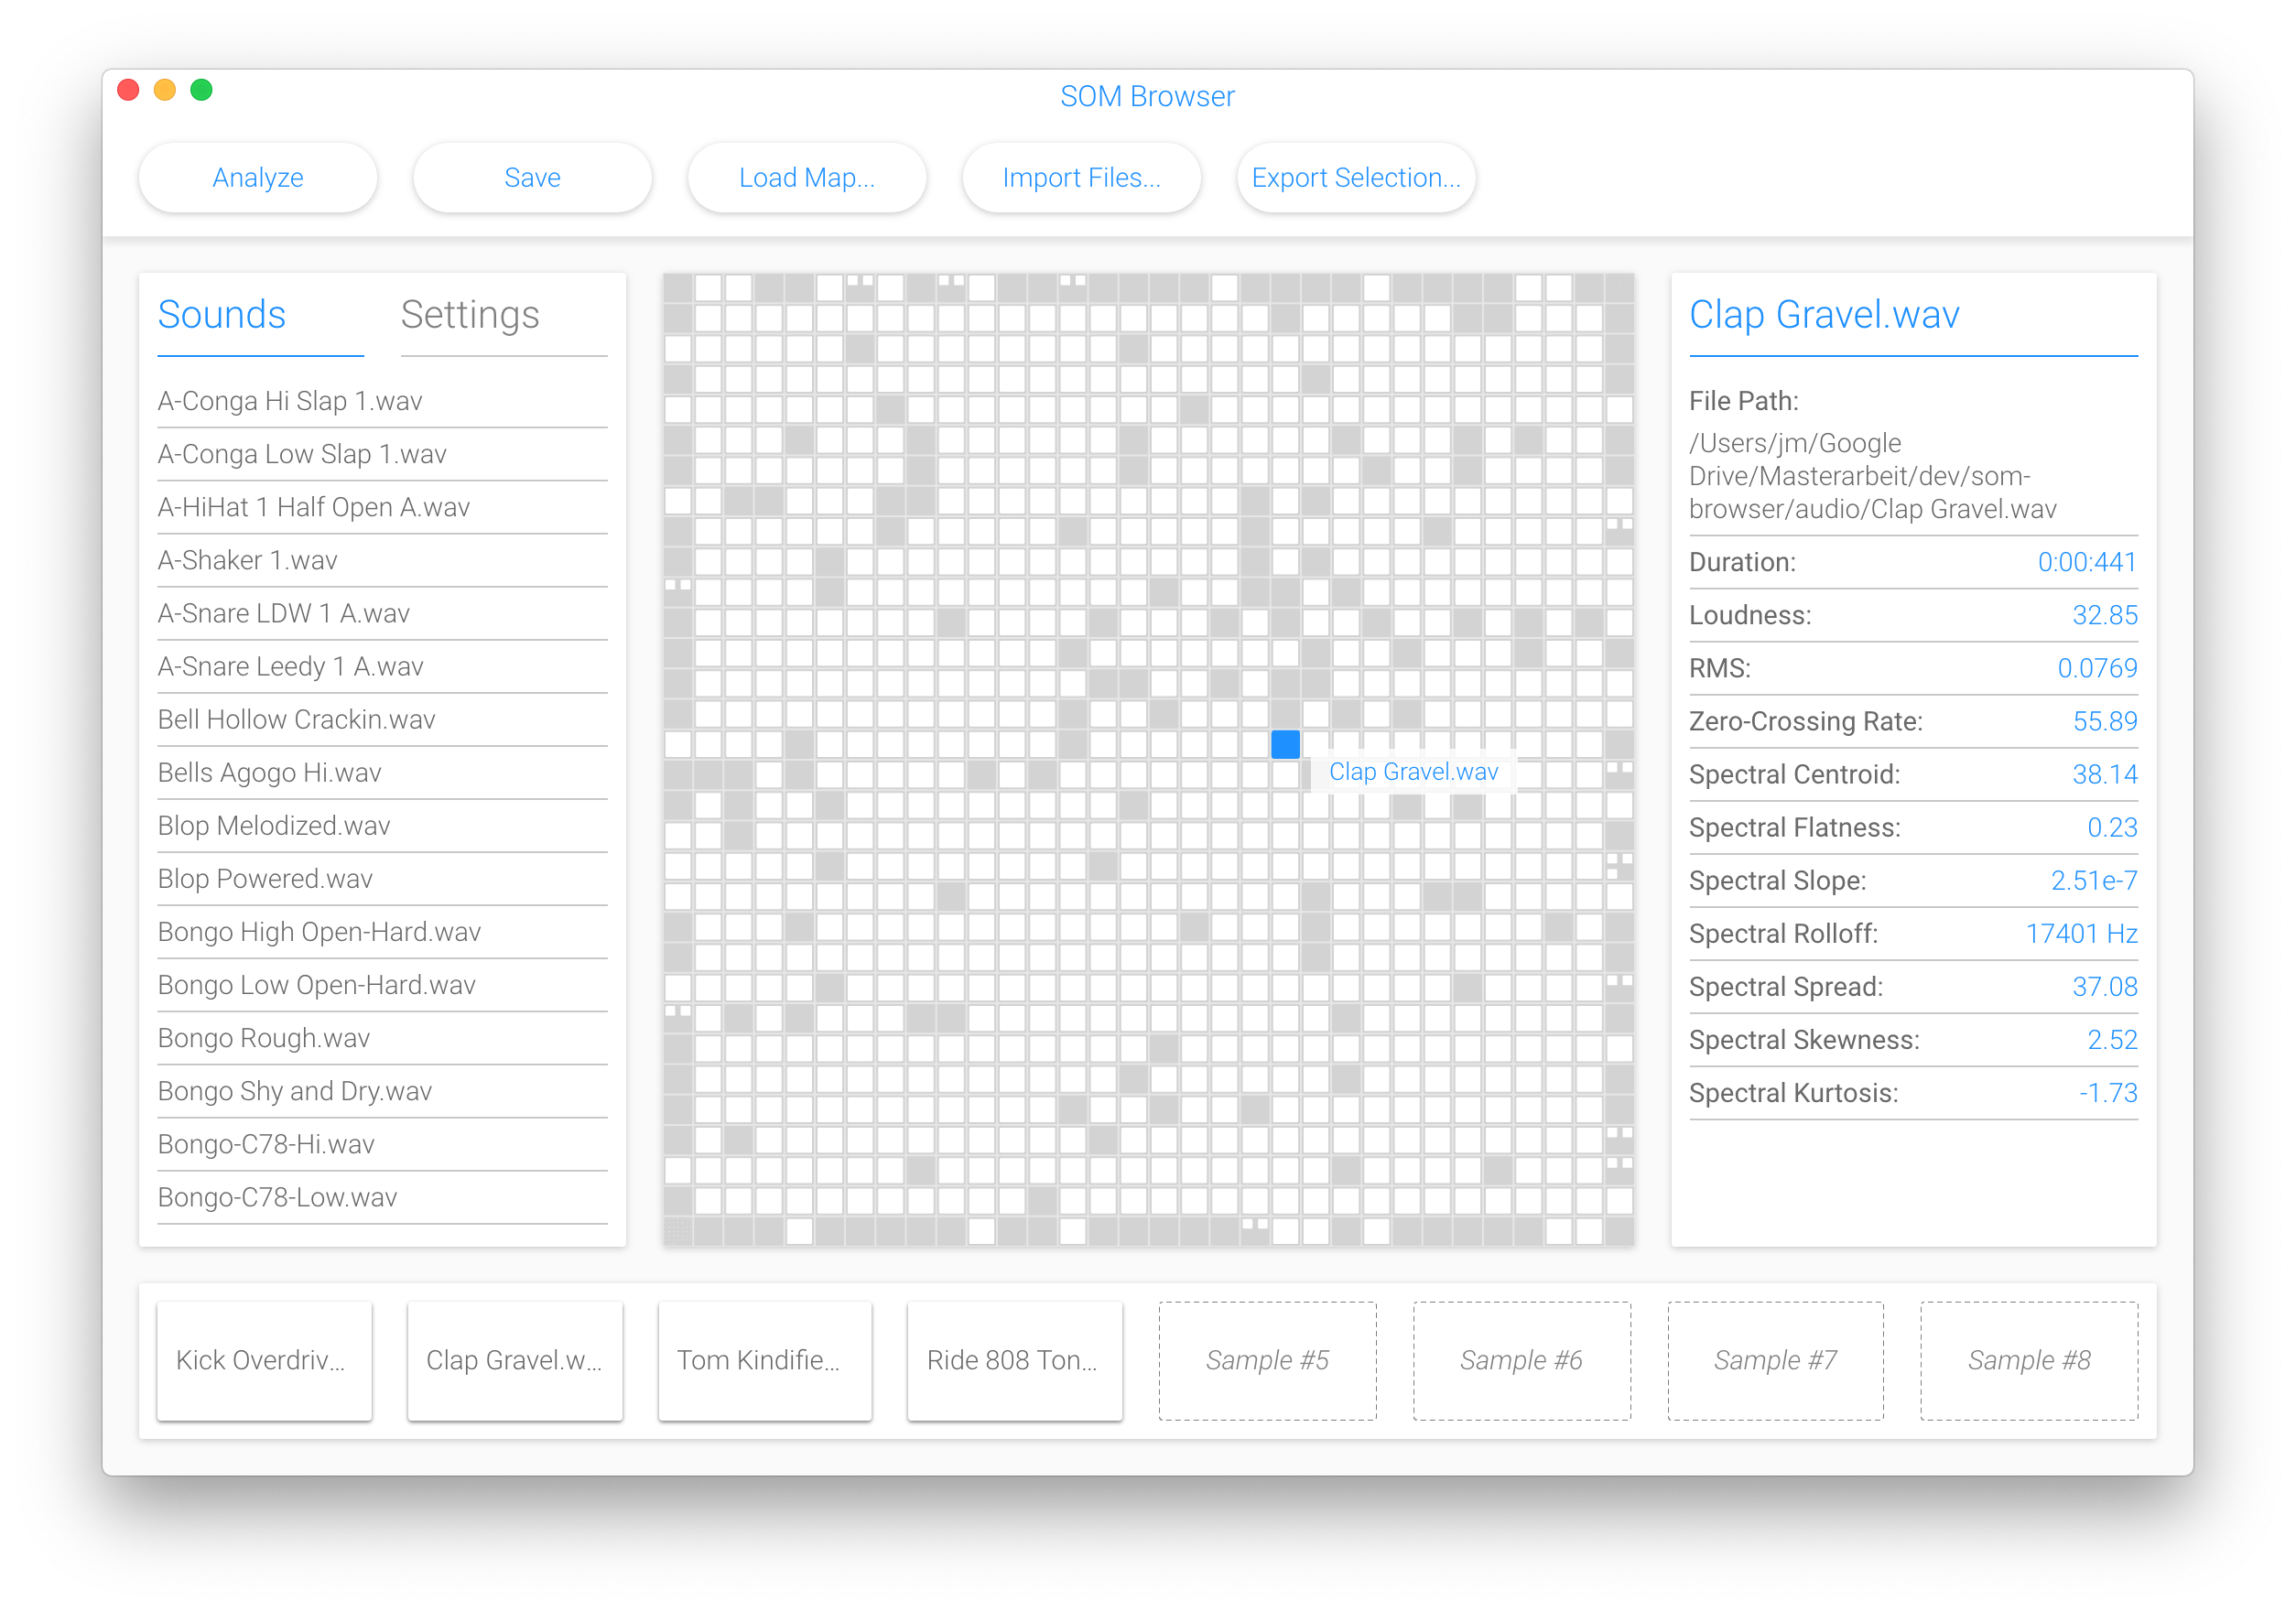 SOM Browser
Analyze
Save
Load Map...
Import Files...
Export Selection...
Sounds
Settings
A-Conga Hi Slap 1.wav
A-Conga Low Slap 1.wav
A-HiHat 1 Half Open A.wav
A-Shaker 1.wav
A-Snare LDW 1 A.wav
A-Snare Leedy 1 A.wav
Bell Hollow Crackin.wav
Bells Agogo Hi.wav
Blop Melodized.wav
Blop Powered.wav
Bongo High Open-Hard.wav
Bongo Low Open-Hard.wav
Bongo Rough.wav
Bongo Shy and Dry.wav
Bongo-C78-Hi.wav
Bongo-C78-Low.wav
Clap Gravel.wav
Clap Gravel.wav
File Path:
/Users/jm/Google
Drive/Masterarbeit/dev/som-
browser/audio/Clap Gravel.wav
Duration: 0:00:441
Loudness: 32.85
RMS: 0.0769
Zero-Crossing Rate: 55.89
Spectral Centroid: 38.14
Spectral Flatness: 0.23
Spectral Slope: 2.51e-7
Spectral Rolloff: 17401 Hz
Spectral Spread: 37.08
Spectral Skewness: 2.52
Spectral Kurtosis: -1.73
Kick Overdriv...
Clap Gravel.w...
Tom Kindifie...
Ride 808 Ton...
Sample #5
Sample #6
Sample #7
Sample #8